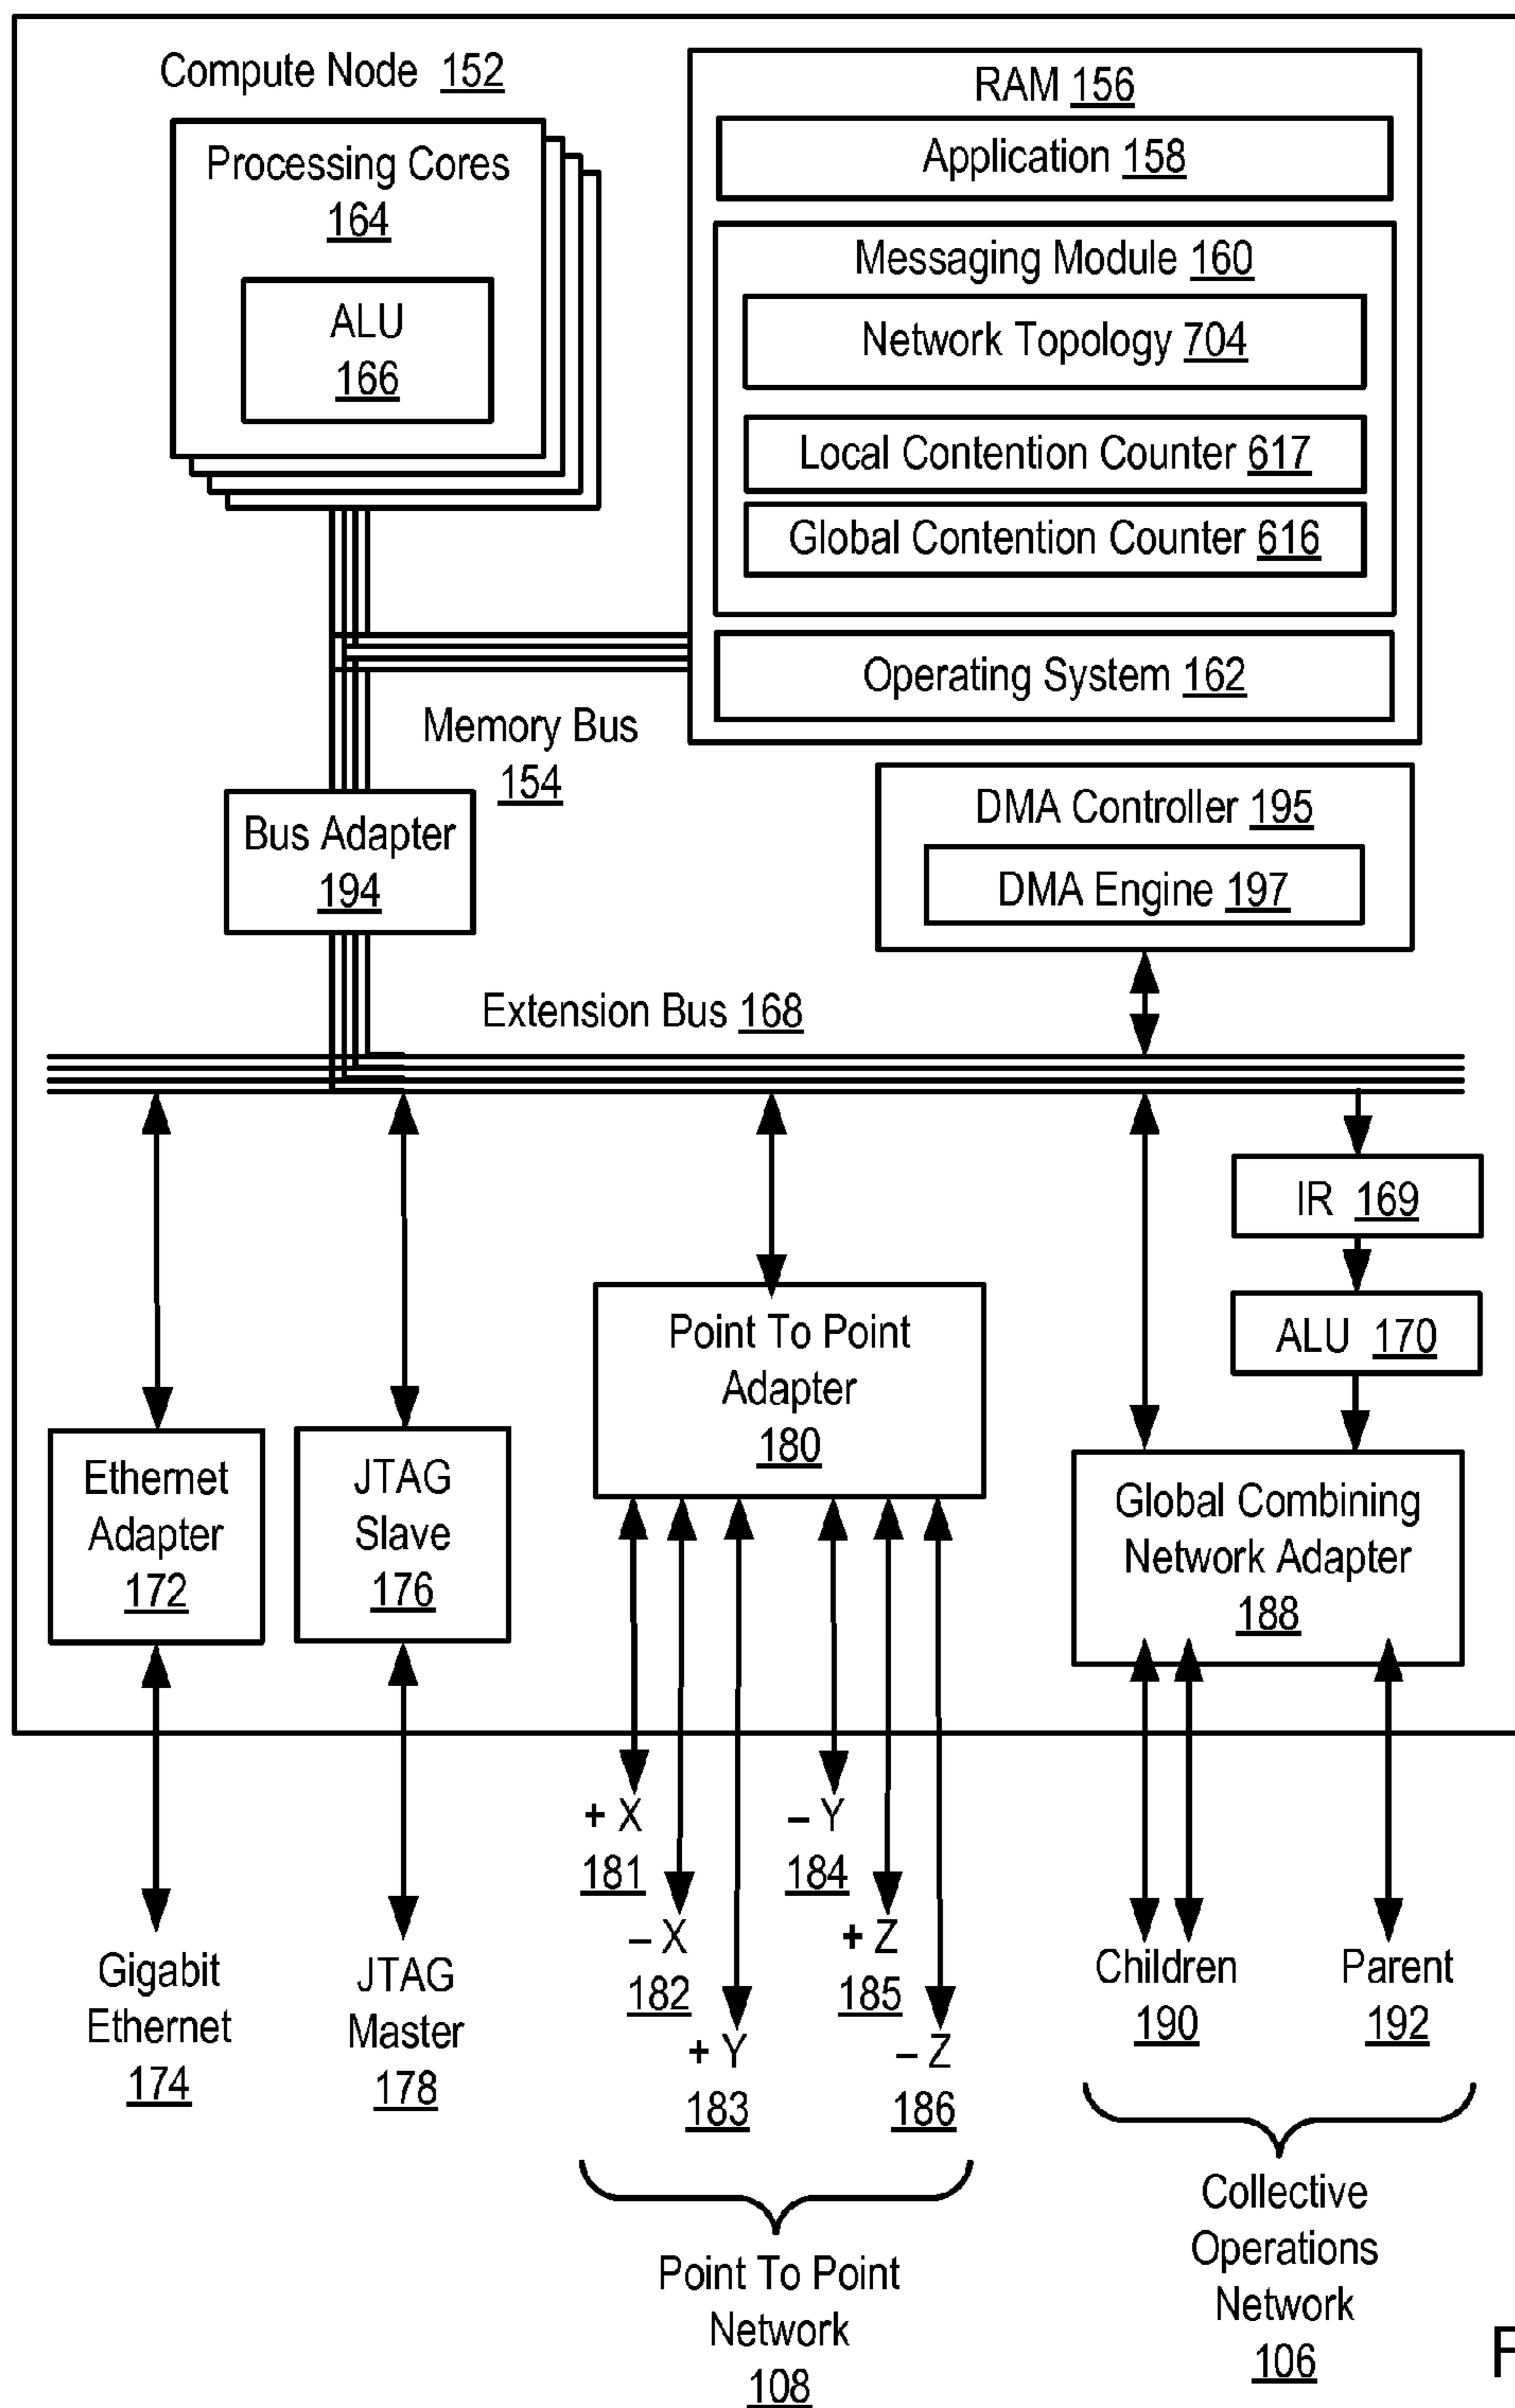 Compute Node 152
Processing Cores
164
ALU
166
RAM 156
Application 158
Messaging Module 160
Network Topology 704
Local Contention Counter 617
Global Contention Counter 616
Operating System 162
Memory Bus
154
Bus Adapter
194
DMA Controller 195
DMA Engine 197
Extension Bus 168
IR 169
ALU 170
Point To Point
Adapter
180
Ethernet
Adapter
172
JTAG
Slave
176
Global Combining
Network Adapter
188
+ X
181
– X
182
+ Y
183
– Y
184
+ Z
185
– Z
186
Gigabit
Ethernet
174
JTAG
Master
178
Children
190
Parent
192
Point To Point
Network
108
Collective
Operations
Network
106